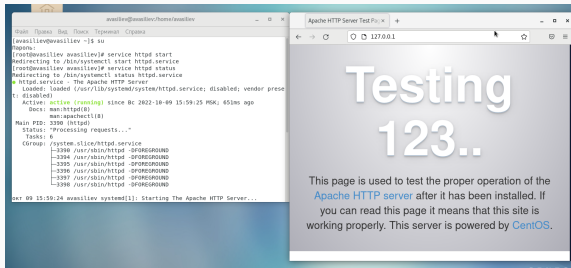 avasiliev@avasiliev:/home/avasiliev
Файл Правка Вид Поиск Терминал Справка
[avasiliev@avasiliev ~]$ su
Пароль:
[root@avasiliev avasiliev]# service httpd start
Redirecting to /bin/systemctl start httpd.service
[root@avasiliev avasiliev]# service httpd status
Redirecting to /bin/systemctl status httpd.service
● httpd.service - The Apache HTTP Server
Loaded: loaded (/usr/lib/systemd/system/httpd.service; disabled; vendor prese
t: disabled)
Active: active (running) since Вс 2022-10-09 15:59:25 MSK; 651ms ago
Docs: man:httpd(8)
man:apachectl(8)
Main PID: 3390 (httpd)
Status: "Processing requests..."
Tasks: 6
CGroup: /system.slice/httpd.service
├─3390 /usr/sbin/httpd -DFOREGROUND
├─3394 /usr/sbin/httpd -DFOREGROUND
├─3395 /usr/sbin/httpd -DFOREGROUND
├─3396 /usr/sbin/httpd -DFOREGROUND
├─3397 /usr/sbin/httpd -DFOREGROUND
└─3398 /usr/sbin/httpd -DFOREGROUND
окт 09 15:59:24 avasiliev systemd[1]: Starting The Apache HTTP Server...
Apache HTTP Server Test Pa
127.0.0.1
Testing
123..
This page is used to test the proper operation of the
Apache HTTP server after it has been installed. If
you can read this page it means that this site is
working properly. This server is powered by CentOS.